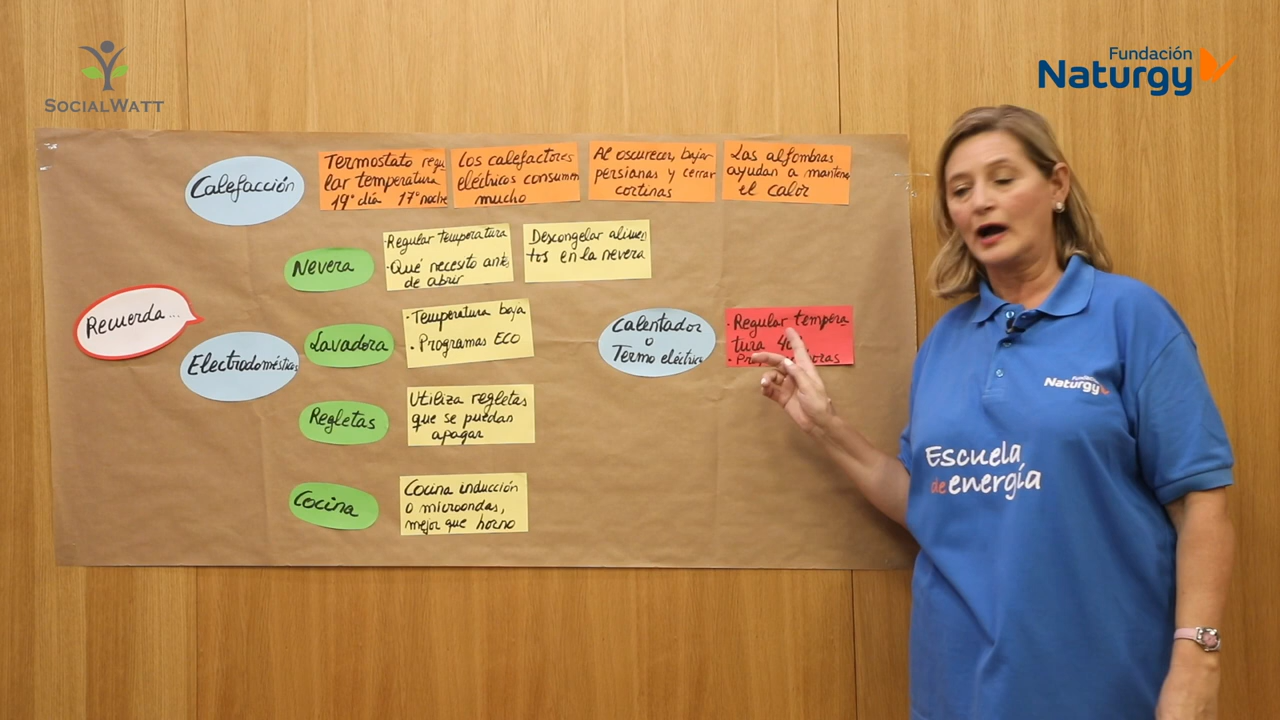 SOCIALWATT
Fundación
Naturgy
Calefacción
Termostato regu
lar temperatura
19° día 17° noche
Los calefactores
eléctricos consumen
mucho
Al oscurecer, bajar
persianas y cerrar
cortinas
Las alfombras
ayudan a mantener
el calor
Nevera
·Regular temperatura
·Qué necesito antes
de abrir
Descongelar alimen
tos en la nevera
Recuerda...
Electrodomésticos
Lavadora
·Temperatura baja
·Programas ECO
Calentador
o
Termo eléctrico
·Regular tempera-
tura
Regletas
Utiliza regletas
que se puedan
apagar
Cocina
Cocina inducción
o microondas,
mejor que horno
Naturgy
Escuela
de energía